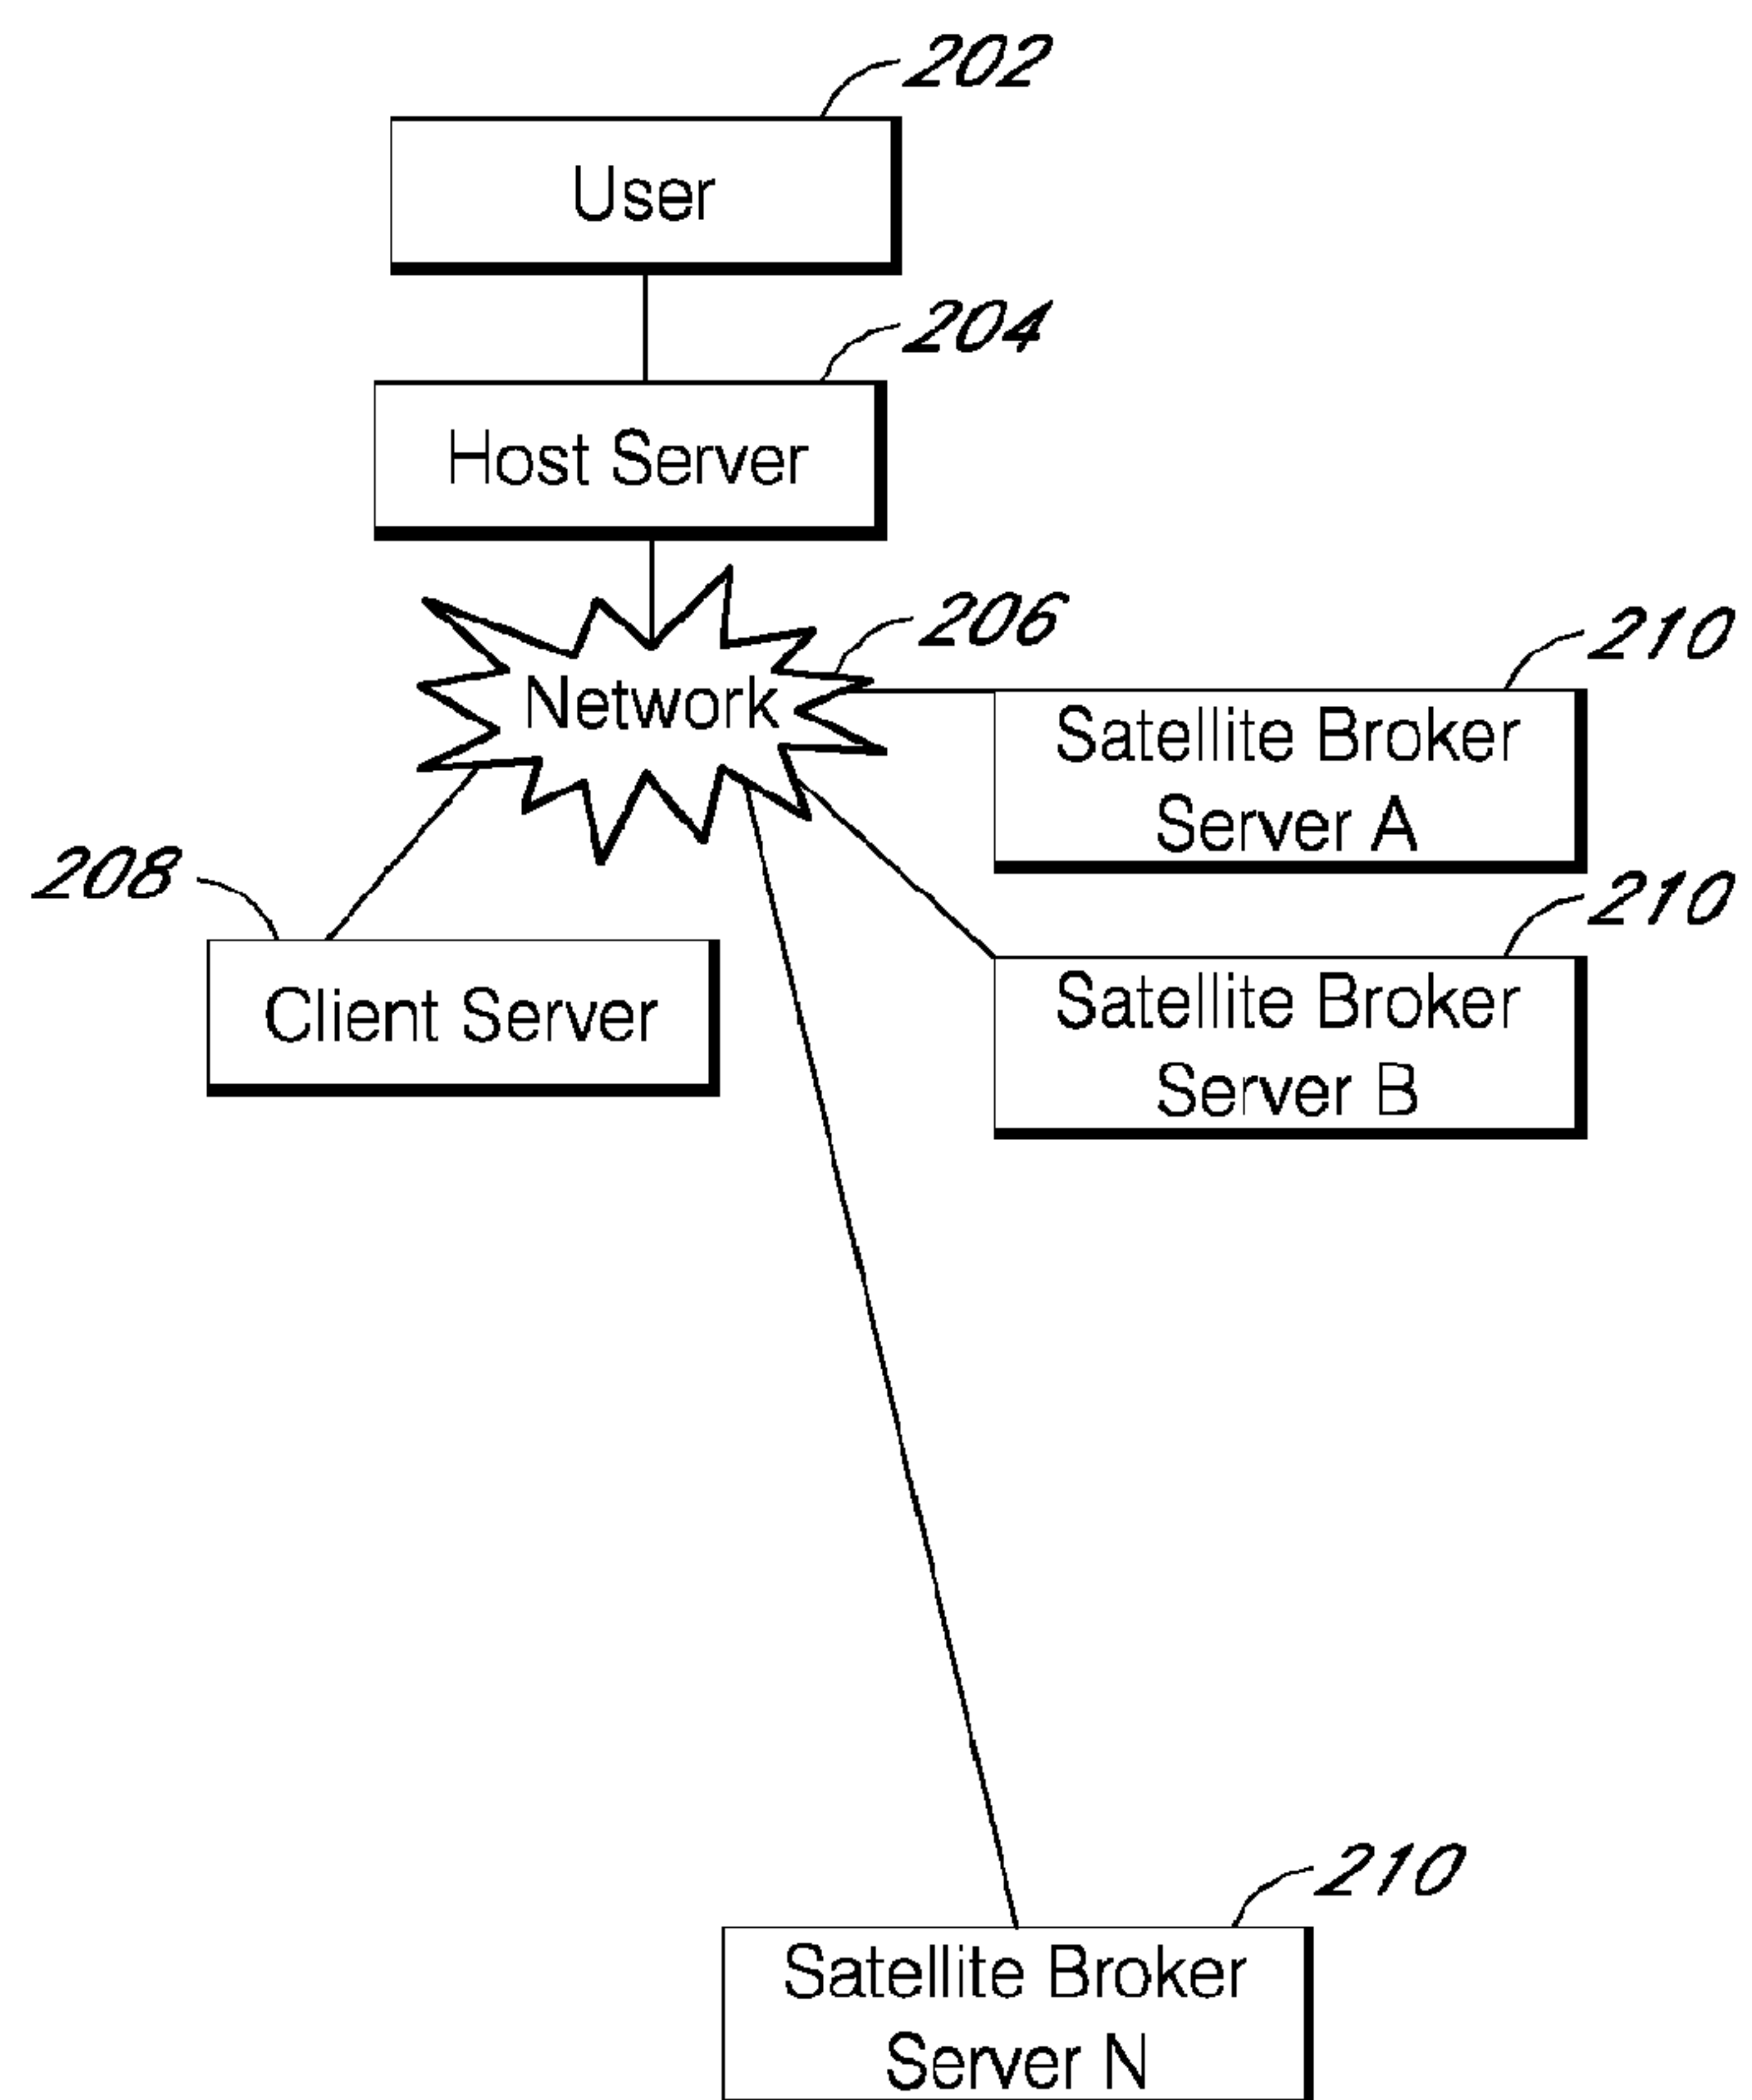 202
User
204
Host Server
206
Network
210
Satellite Broker
Server A
208
210
Client Server
Satellite Broker
Server B
210
Satellite Broker
Server N